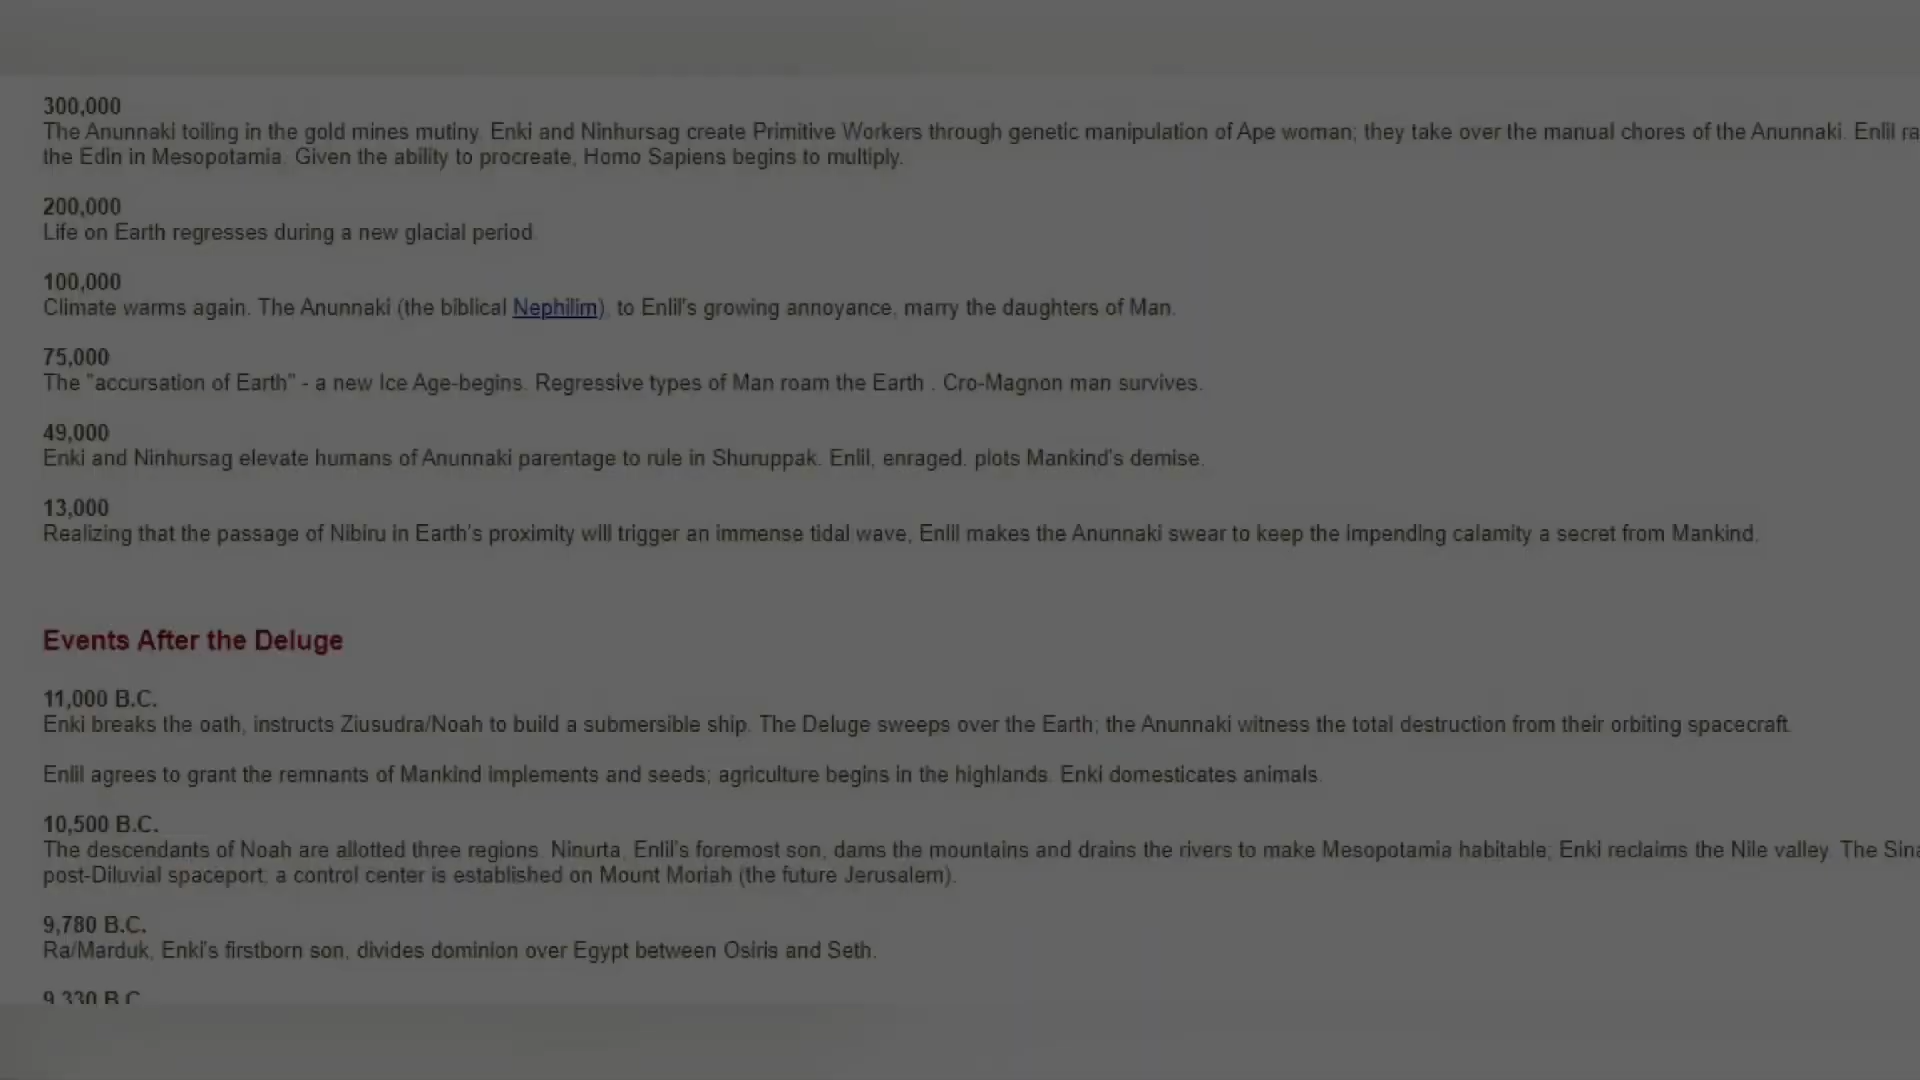 300,000
The Anunnaki toiling in the gold mines mutiny. Enki and Ninhursag create Primitive Workers through genetic manipulation of Ape woman; they take over the manual chores of the Anunnaki. Enlil ra
the Edin in Mesopotamia. Given the ability to procreate, Homo Sapiens begins to multiply.
200,000
Life on Earth regresses during a new glacial period.
100,000
Climate warms again. The Anunnaki (the biblical Nephilim), to Enlil's growing annoyance, marry the daughters of Man.
75,000
The "accursation of Earth" - a new Ice Age-begins. Regressive types of Man roam the Earth . Cro-Magnon man survives.
49,000
Enki and Ninhursag elevate humans of Anunnaki parentage to rule in Shuruppak. Enlil, enraged. plots Mankind's demise.
13,000
Realizing that the passage of Nibiru in Earth's proximity will trigger an immense tidal wave, Enlil makes the Anunnaki swear to keep the impending calamity a secret from Mankind.
Events After the Deluge
11,000 B.C.
Enki breaks the oath, instructs Ziusudra/Noah to build a submersible ship. The Deluge sweeps over the Earth; the Anunnaki witness the total destruction from their orbiting spacecraft.
Enlil agrees to grant the remnants of Mankind implements and seeds; agriculture begins in the highlands. Enki domesticates animals.
10,500 B.C.
The descendants of Noah are allotted three regions. Ninurta, Enlil's foremost son, dams the mountains and drains the rivers to make Mesopotamia habitable; Enki reclaims the Nile valley. The Sina
post-Diluvial spaceport; a control center is established on Mount Moriah (the future Jerusalem).
9,780 B.C.
Ra/Marduk, Enki's firstborn son, divides dominion over Egypt between Osiris and Seth.
9,330 B.C.